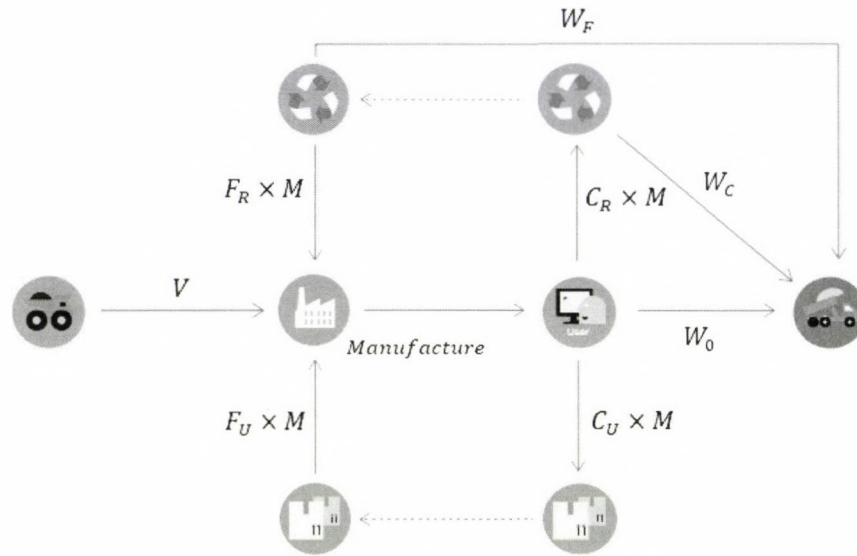 W_F
F_R × M
C_R × M
W_C
V
Manufacture
User
W_0
F_U × M
C_U × M